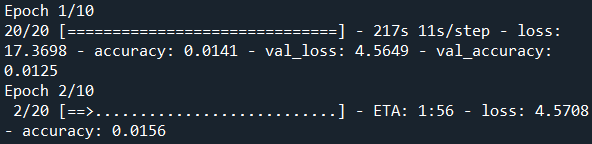 Epoch 1/10
20/20 [==============================] - 217s 11s/step - loss:
17.3698 - accuracy: 0.0141 - val_loss: 4.5649 - val_accuracy:
0.0125
Epoch 2/10
 2/20 [==>...........................] - ETA: 1:56 - loss: 4.5708
- accuracy: 0.0156